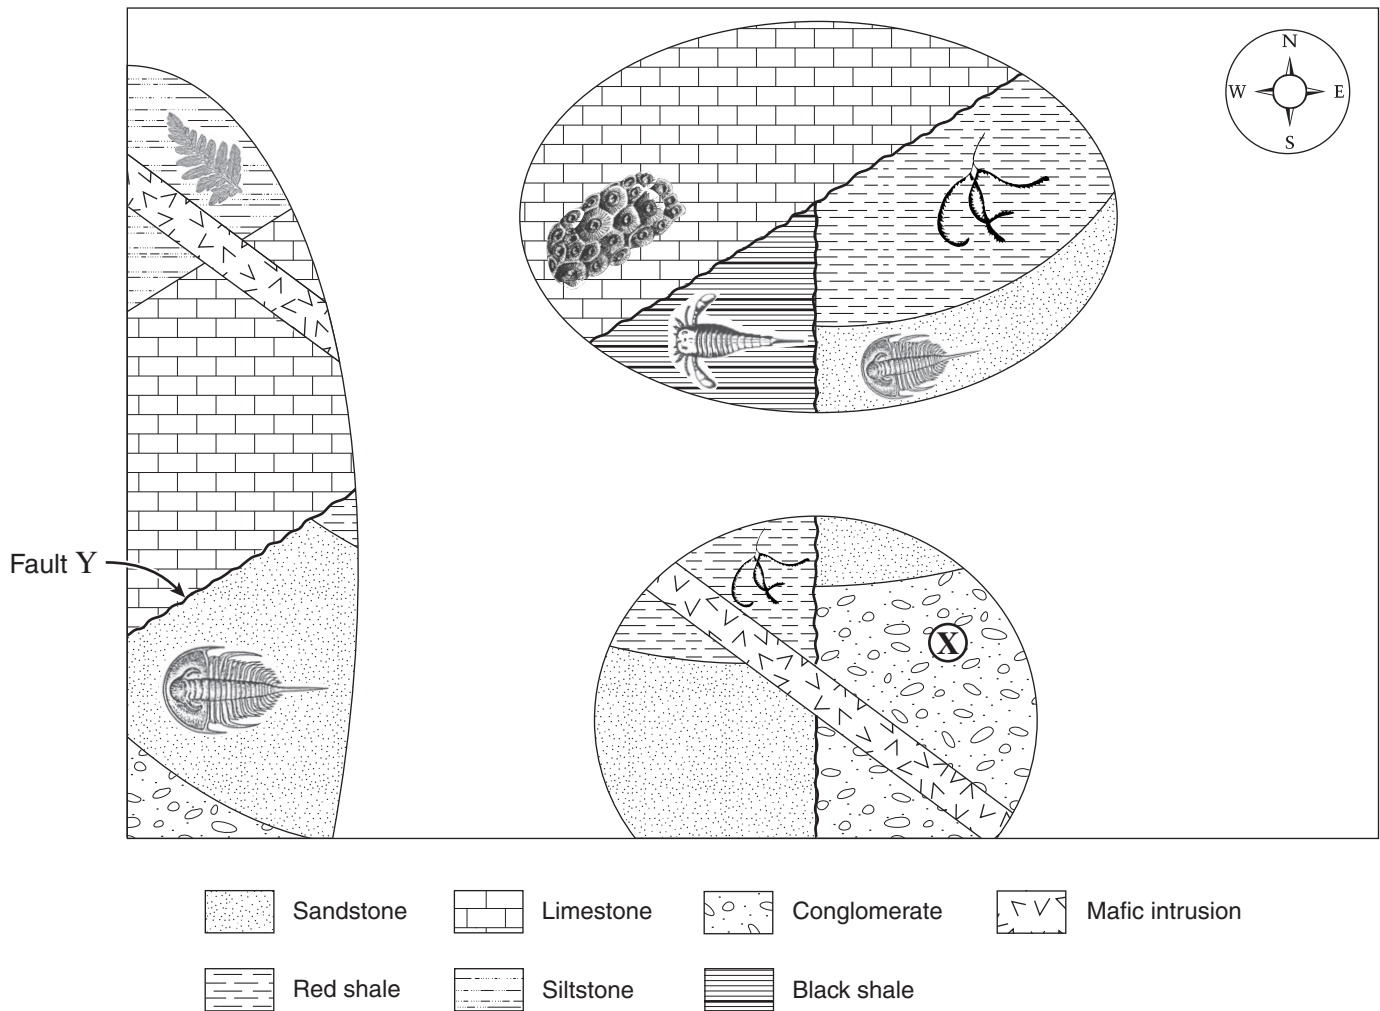 N
W E
S
Fault Y
X
Sandstone Limestone Conglomerate Mafic intrusion
Red shale Siltstone Black shale